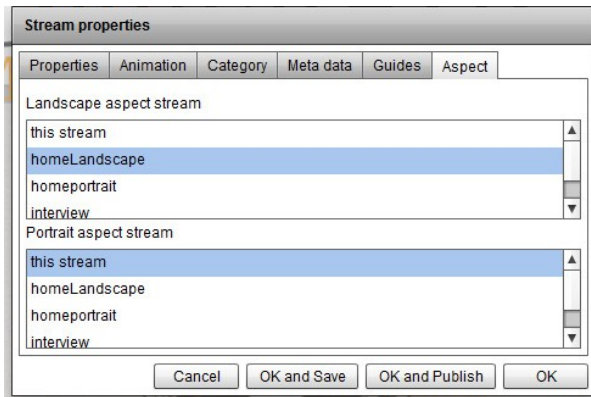 Stream properties
Properties Animation Category Meta data Guides Aspect
Landscape aspect stream
this stream
homeLandscape
homeportrait
interview
Portrait aspect stream
this stream
homeLandscape
homeportrait
interview
Cancel OK and Save OK and Publish OK